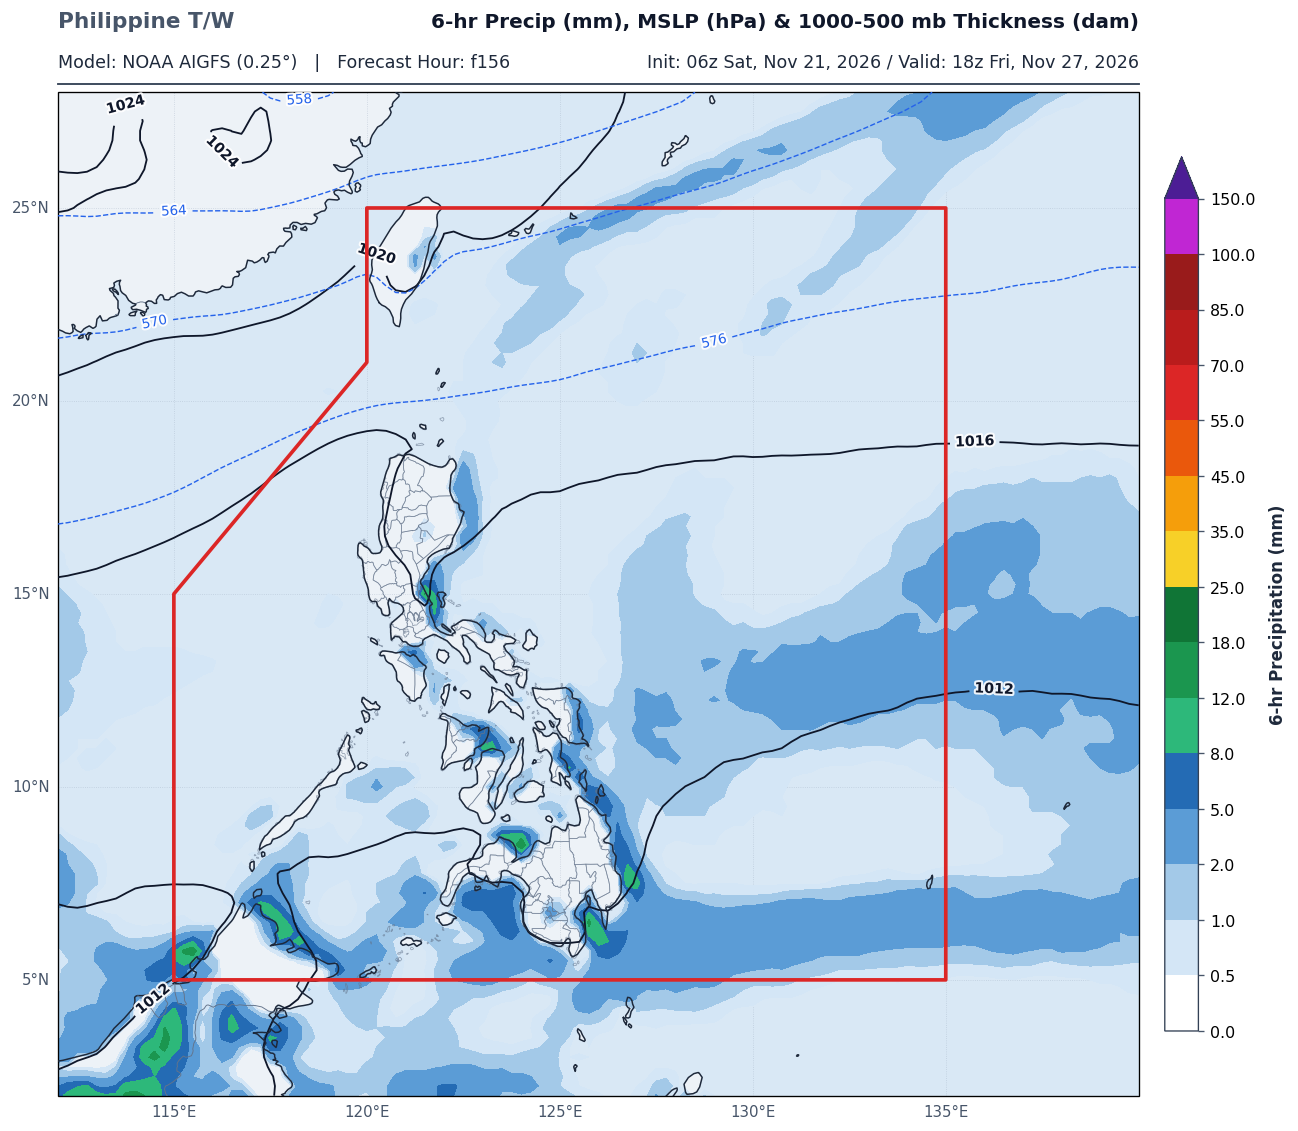 Philippine T/W
6-hr Precip (mm), MSLP (hPa) & 1000-500 mb Thickness (dam)
Model: NOAA AIGFS (0.25°) | Forecast Hour: f156
Init: 06z Sat, Nov 21, 2026 / Valid: 18z Fri, Nov 27, 2026
1024
558
1024
564
1020
570
576
1016
1012
1012
25°N
20°N
15°N
10°N
5°N
115°E
120°E
125°E
130°E
135°E
150.0
100.0
85.0
70.0
55.0
45.0
35.0
25.0
18.0
12.0
8.0
5.0
2.0
1.0
0.5
0.0
6-hr Precipitation (mm)